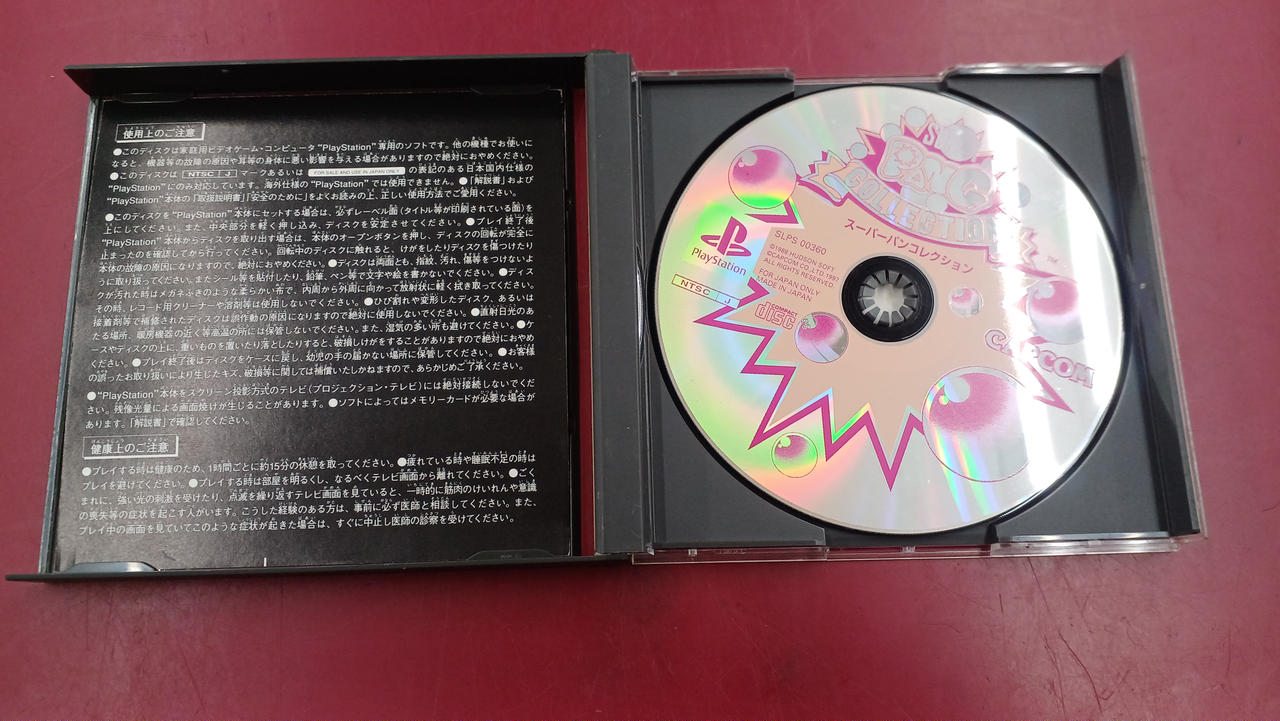 使用上のご注意
●このディスクは家庭用ビデオゲーム・コンピュータ "PlayStation" 専用のソフトです。他の機種でお使いに
なると、機器等の故障の原因や耳等の身体に悪い影響を与える場合がありますので絶対におやめください。
●このディスクは NTSC J マークあるいは FOR SALE AND USE IN JAPAN ONLY の表記のある日本国内仕様の
"PlayStation"にのみ対応しています。海外仕様の "PlayStation" では使用できません。●「解説書」および
"PlayStation"本体の「取扱説明書」「安全のために」をよくお読みの上、正しい使用方法でご愛用ください。
●このディスクを "PlayStation" 本体にセットする場合は、必ずレーベル面(タイトル等が印刷されている面)を
上にしてください。また、中央部分を軽く押し込み、ディスクを安定させてください。●プレイ終了後
"PlayStation" 本体からディスクを取り出す場合は、本体のオープンボタンを押し、ディスクの回転が完全に
止まったのを確認してから行ってください。回転中のディスクに触れると、けがをしたりディスクを傷つけたり
本体の故障の原因になりますので、絶対におやめください。●ディスクは両面とも、指紋、汚れ、傷等をつけないよ
うに取り扱ってください。またシール等を貼付したり、鉛筆、ペン等で文字や絵を書かないでください。●ディス
クが汚れた時はメガネふきのような柔らかい布で、内周から外周に向かって放射状に軽く拭き取ってください。
その時、レコード用クリーナーや溶剤等は使用しないでください。●ひび割れや変形したディスク、あるいは
接着剤等で補修されたディスクは誤作動の原因になりますので絶対に使用しないでください。●直射日光のあ
たる場所、暖房機器の近く等高温の所には保管しないでください。また、湿気の多い所も避けてください。●ケ
ースやディスクの上に、重いものを置いたり落としたりすると、破損しけがをすることがありますので絶対におやめ
ください。●プレイ終了後はディスクをケースに戻し、幼児の手の届かない場所に保管してください。●お客様
の誤ったお取り扱いにより生じたキズ、破損等に関しては補償いたしかねますので、あらかじめご了承ください。
●"PlayStation"本体をスクリーン投影方式のテレビ(プロジェクション・テレビ)には絶対接続しないでくだ
さい。残像光量による画面焼けが生じることがあります。●ソフトによってはメモリーカードが必要な場合が
あります。「解説書」で確認してください。
健康上のご注意
●プレイする時は健康のため、1時間ごとに約15分の休憩を取ってください。●疲れている時や睡眠不足の時は
プレイを避けてください。●プレイする時は部屋を明るくし、なるべくテレビ画面から離れてください。●ごく
まれに、強い光の刺激を受けたり、点滅を繰り返すテレビ画面を見ていると、一時的に筋肉のけいれんや意識
の喪失等の症状を起こす人がいます。こうした経験のある方は、事前に必ず医師と相談してください。また、
プレイ中の画面を見ていてこのような症状が起きた場合は、すぐに中止し医師の診察を受けてください。
PANG
COLLECTION
TM
スーパーパンコレクション
SLPS 00360
PlayStation
©1989 HUDSON SOFT
©CAPCOM CO.,LTD. 1997
ALL RIGHTS RESERVED
FOR JAPAN ONLY
MADE IN JAPAN
NTSC J
COMPACT
disc
CAPCOM